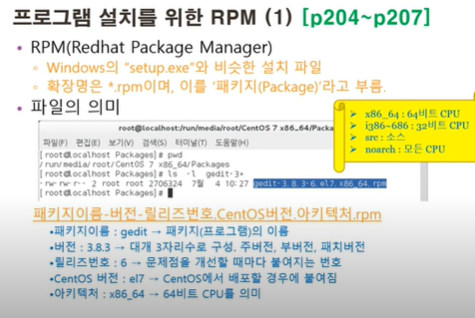 프로그램 설치를 위한 RPM (1) [p204~p207]
• RPM(Redhat Package Manager)
Windows의 "setup.exe"와 비슷한 설치 파일
확장명은 *.rpm이며, 이를 '패키지(Package)'라고 부름.
• 파일의 의미
x86_64 : 64비트 CPU
i386~686 : 32비트 CPU
src : 소스
noarch : 모든 CPU
root@localhost:/run/media/root/CentOS 7 x86_64/Packa
파일(F) 편집(E) 보기(V) 검색(S) 터미널(T) 도움말(H)
[root@localhost Packages]# pwd
/run/media/root/CentOS 7 x86_64/Packages
[root@localhost Packages]# ls -l gedit-3*
-rw-rw-r-- 2 root root 2706324 7월 4 10:27 gedit-3.8.3-6.el7.x86_64.rpm
[root@localhost Packages]#
패키지이름-버전-릴리즈번호.CentOS버전.아키텍처.rpm
•패키지이름 : gedit → 패키지(프로그램)의 이름
•버전 : 3.8.3 → 대개 3자리수로 구성. 주버전, 부버전, 패치버전
•릴리즈번호 : 6 → 문제점을 개선할 때마다 붙여지는 번호
•CentOS 버전 : el7 → CentOS에서 배포할 경우에 붙여짐
•아키텍처 : x86_64 → 64비트 CPU를 의미